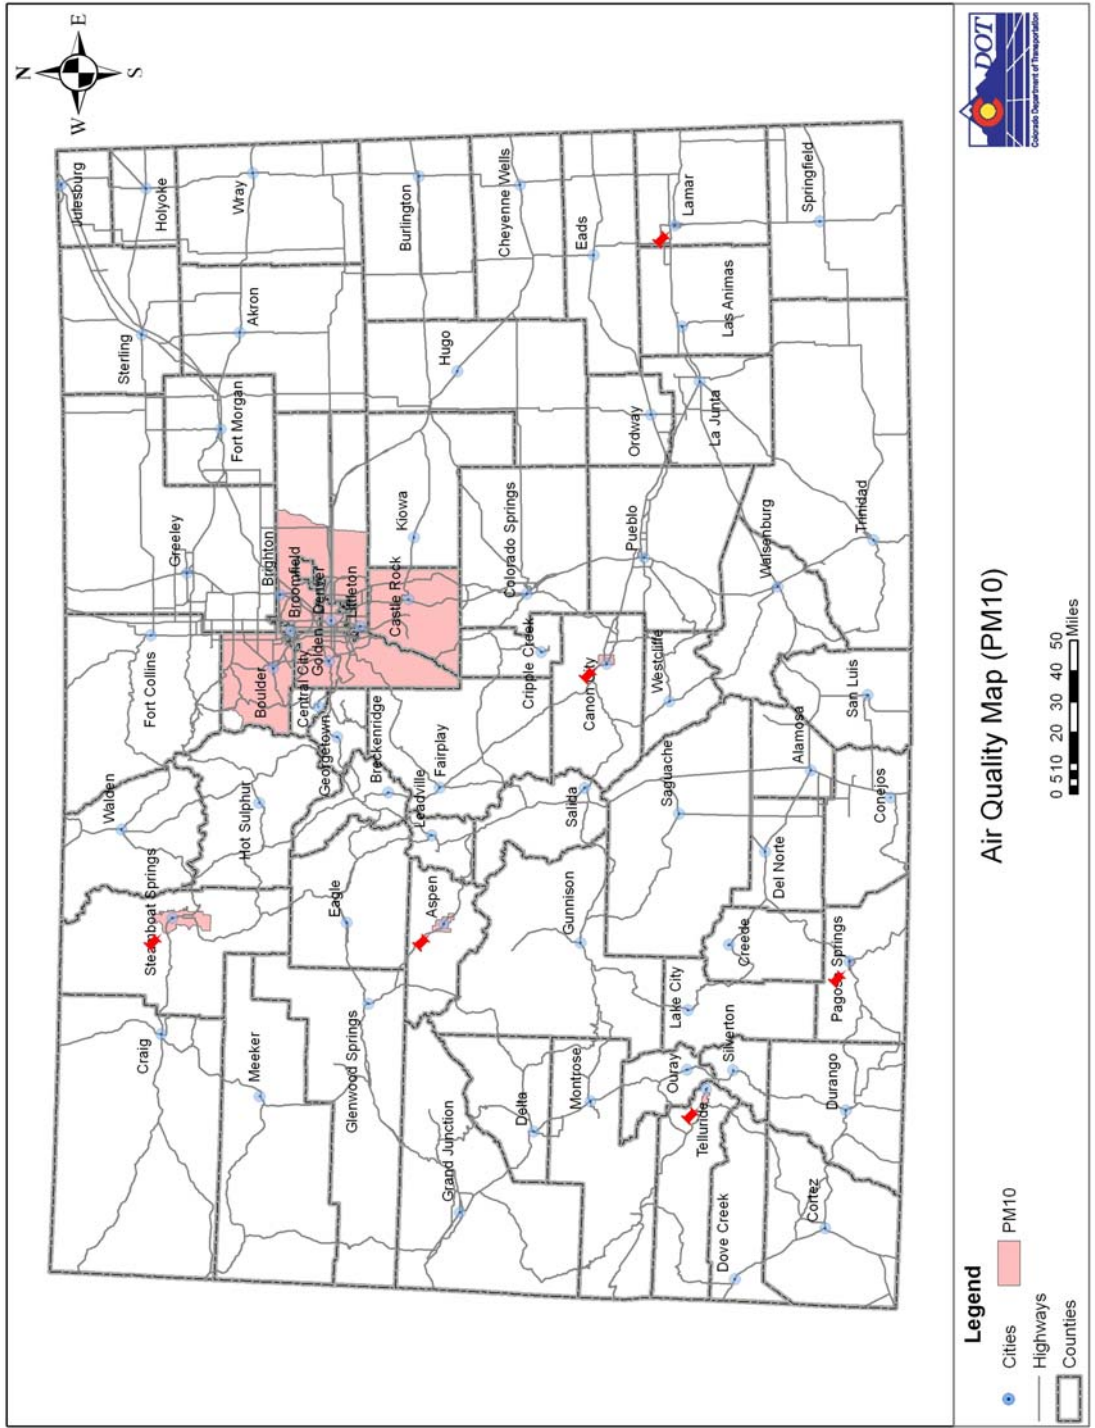 N
E
S
W
Julesburg
Holyoke
Wray
Burlington
Cheyenne Wells
Eads
Lamar
Springfield
Sterling
Akron
Hugo
Las Animas
Fort Morgan
Ordway
La Junta
Greeley
Brighton
Kiowa
Colorado Springs
Pueblo
Walsenburg
Trinidad
Fort Collins
Boulder
Broomfield
Denver
Littleton
Central City
Golden
Castle Rock
Cripple Creek
Canon City
Westcliffe
San Luis
Walden
Hot Sulphur
Georgetown
Breckenridge
Leadville
Fairplay
Salida
Saguache
Alamosa
Conejos
Steamboat Springs
Eagle
Aspen
Gunnison
Del Norte
Creede
Pagosa Springs
Craig
Meeker
Glenwood Springs
Lake City
Silverton
Ouray
Montrose
Delta
Grand Junction
Telluride
Durango
Dove Creek
Cortez
Legend
Cities
PM10
Highways
Counties
Air Quality Map (PM10)
0 5 10 20 30 40 50
Miles
DOT
Colorado Department of Transportation